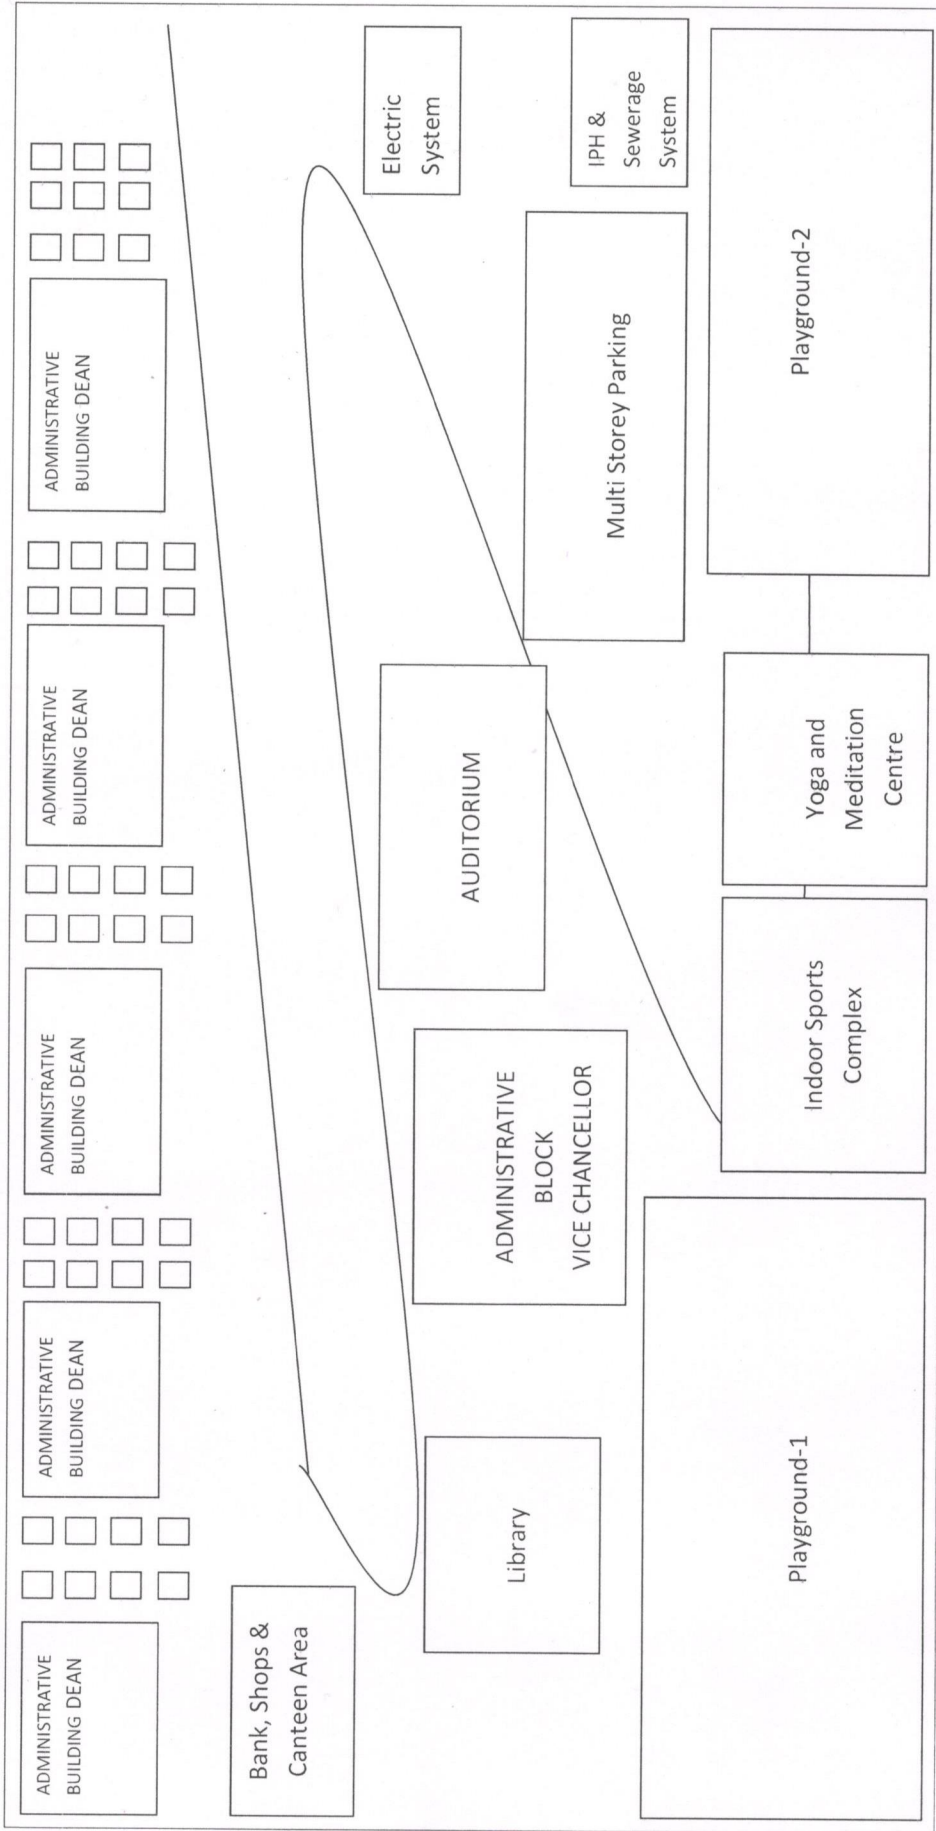 ADMINISTRATIVE
BUILDING DEAN
ADMINISTRATIVE
BUILDING DEAN
ADMINISTRATIVE
BUILDING DEAN
ADMINISTRATIVE
BUILDING DEAN
ADMINISTRATIVE
BUILDING DEAN
Bank, Shops &
Canteen Area
Library
ADMINISTRATIVE
BLOCK
VICE CHANCELLOR
AUDITORIUM
Electric
System
Multi Storey Parking
IPH &
Sewerage
System
Playground-1
Indoor Sports
Complex
Yoga and
Meditation
Centre
Playground-2